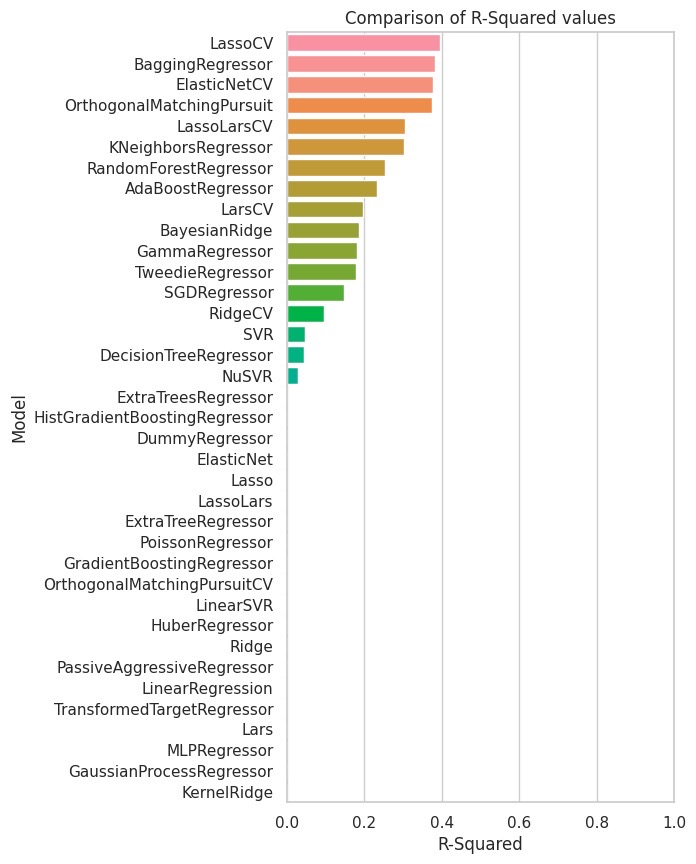 Comparison of R-Squared values
LassoCV
BaggingRegressor
ElasticNetCV
OrthogonalMatchingPursuit
LassoLarsCV
KNeighborsRegressor
RandomForestRegressor
AdaBoostRegressor
LarsCV
BayesianRidge
GammaRegressor
TweedieRegressor
SGDRegressor
RidgeCV
SVR
DecisionTreeRegressor
NuSVR
ExtraTreesRegressor
HistGradientBoostingRegressor
DummyRegressor
ElasticNet
Lasso
LassoLars
ExtraTreeRegressor
PoissonRegressor
GradientBoostingRegressor
OrthogonalMatchingPursuitCV
LinearSVR
HuberRegressor
Ridge
PassiveAggressiveRegressor
LinearRegression
TransformedTargetRegressor
Lars
MLPRegressor
GaussianProcessRegressor
KernelRidge
Model
0.0 0.2 0.4 0.6 0.8 1.0
R-Squared